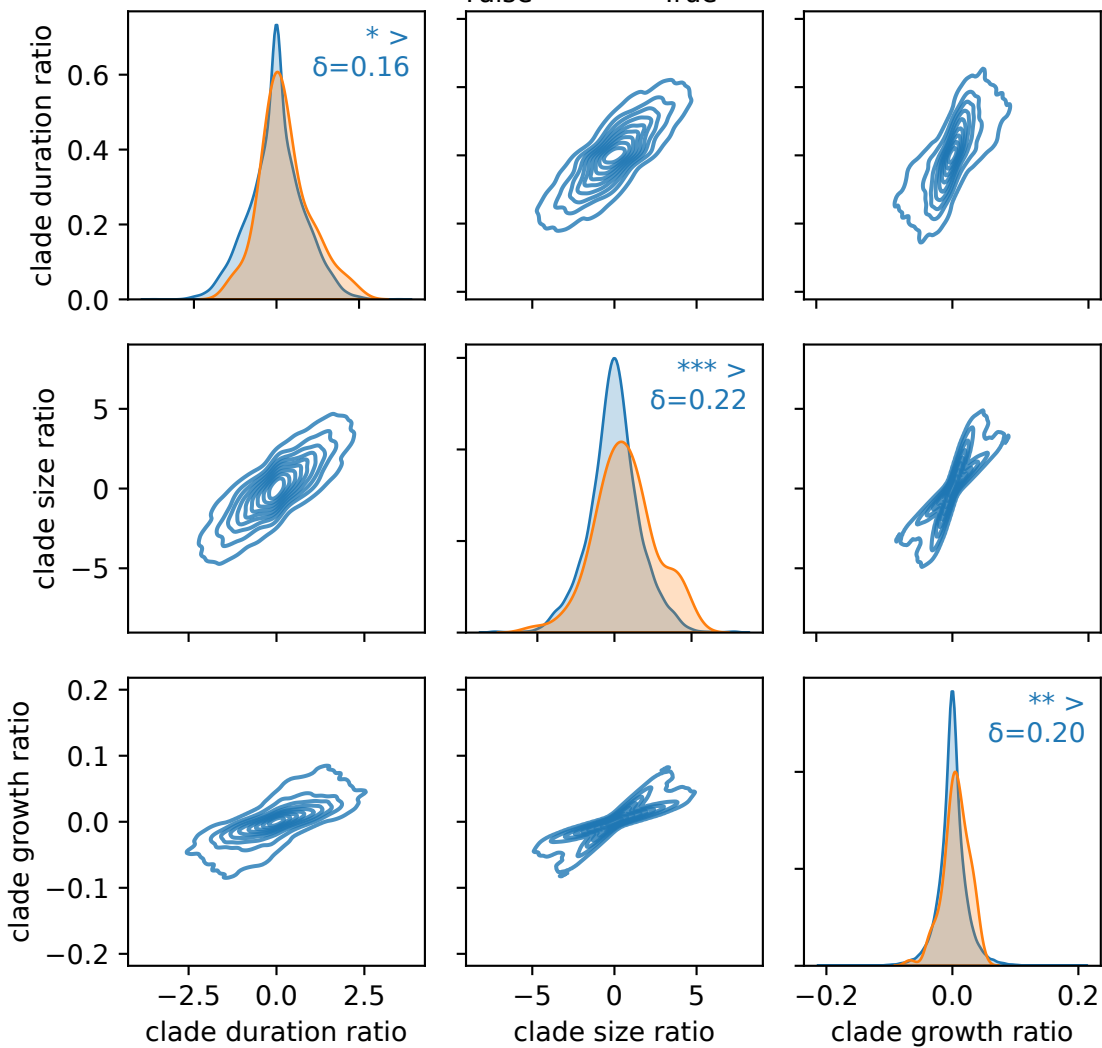 clade duration ratio
0.6
0.4
0.2
0.0
* >
δ=0.16
clade size ratio
5
0
−5
*** >
δ=0.22
clade growth ratio
0.2
0.1
0.0
−0.1
−0.2
** >
δ=0.20
−2.5 0.0 2.5
clade duration ratio
−5 0 5
clade size ratio
−0.2 0.0 0.2
clade growth ratio